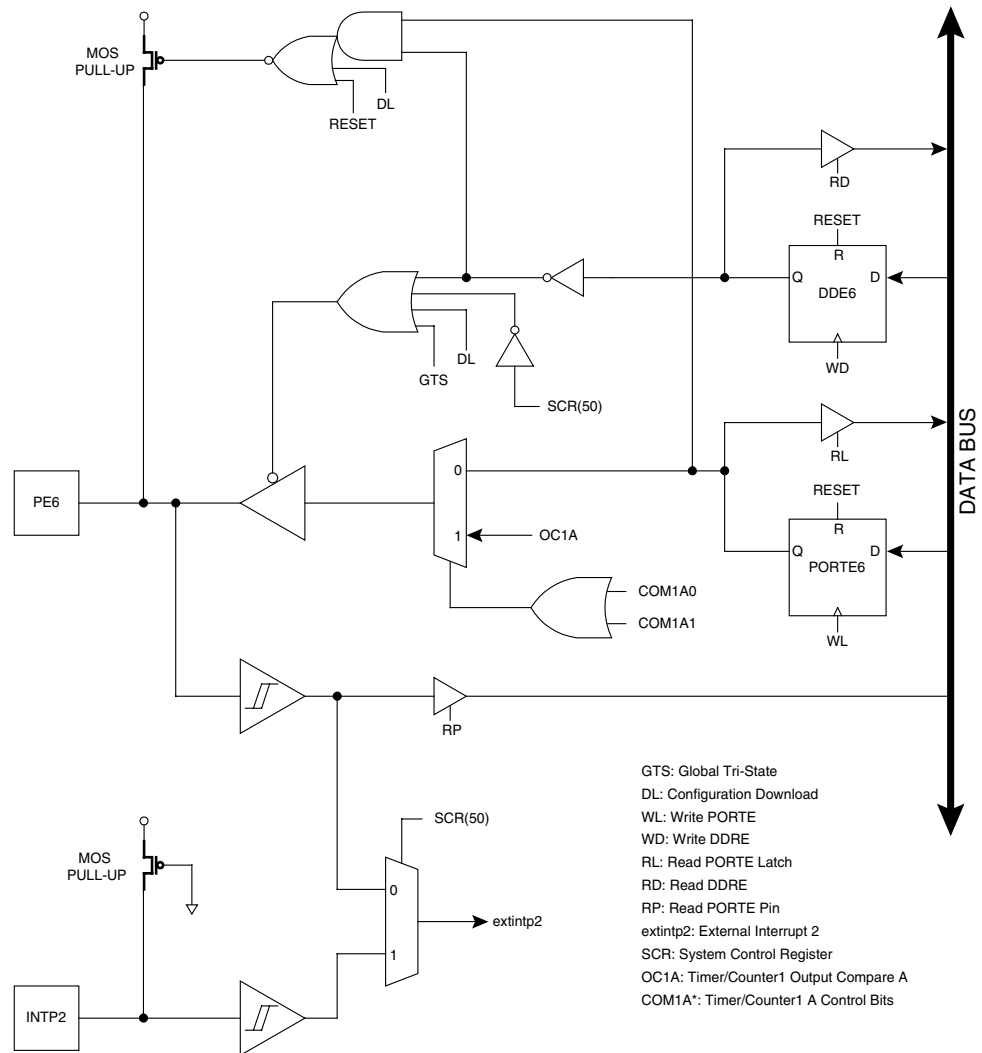 MOS
PULL-UP
DL
RESET
RD
RESET
R
Q
D
DDE6
WD
DL
GTS
SCR(50)
DATA BUS
0
RL
RESET
R
PE6
1
OC1A
Q
D
PORTE6
COM1A0
COM1A1
WL
RP
GTS: Global Tri-State
DL: Configuration Download
WL: Write PORTE
WD: Write DDRE
RL: Read PORTE Latch
RD: Read DDRE
RP: Read PORTE Pin
extintp2: External Interrupt 2
SCR: System Control Register
OC1A: Timer/Counter1 Output Compare A
COM1A*: Timer/Counter1 A Control Bits
SCR(50)
MOS
PULL-UP
0
extintp2
1
INTP2